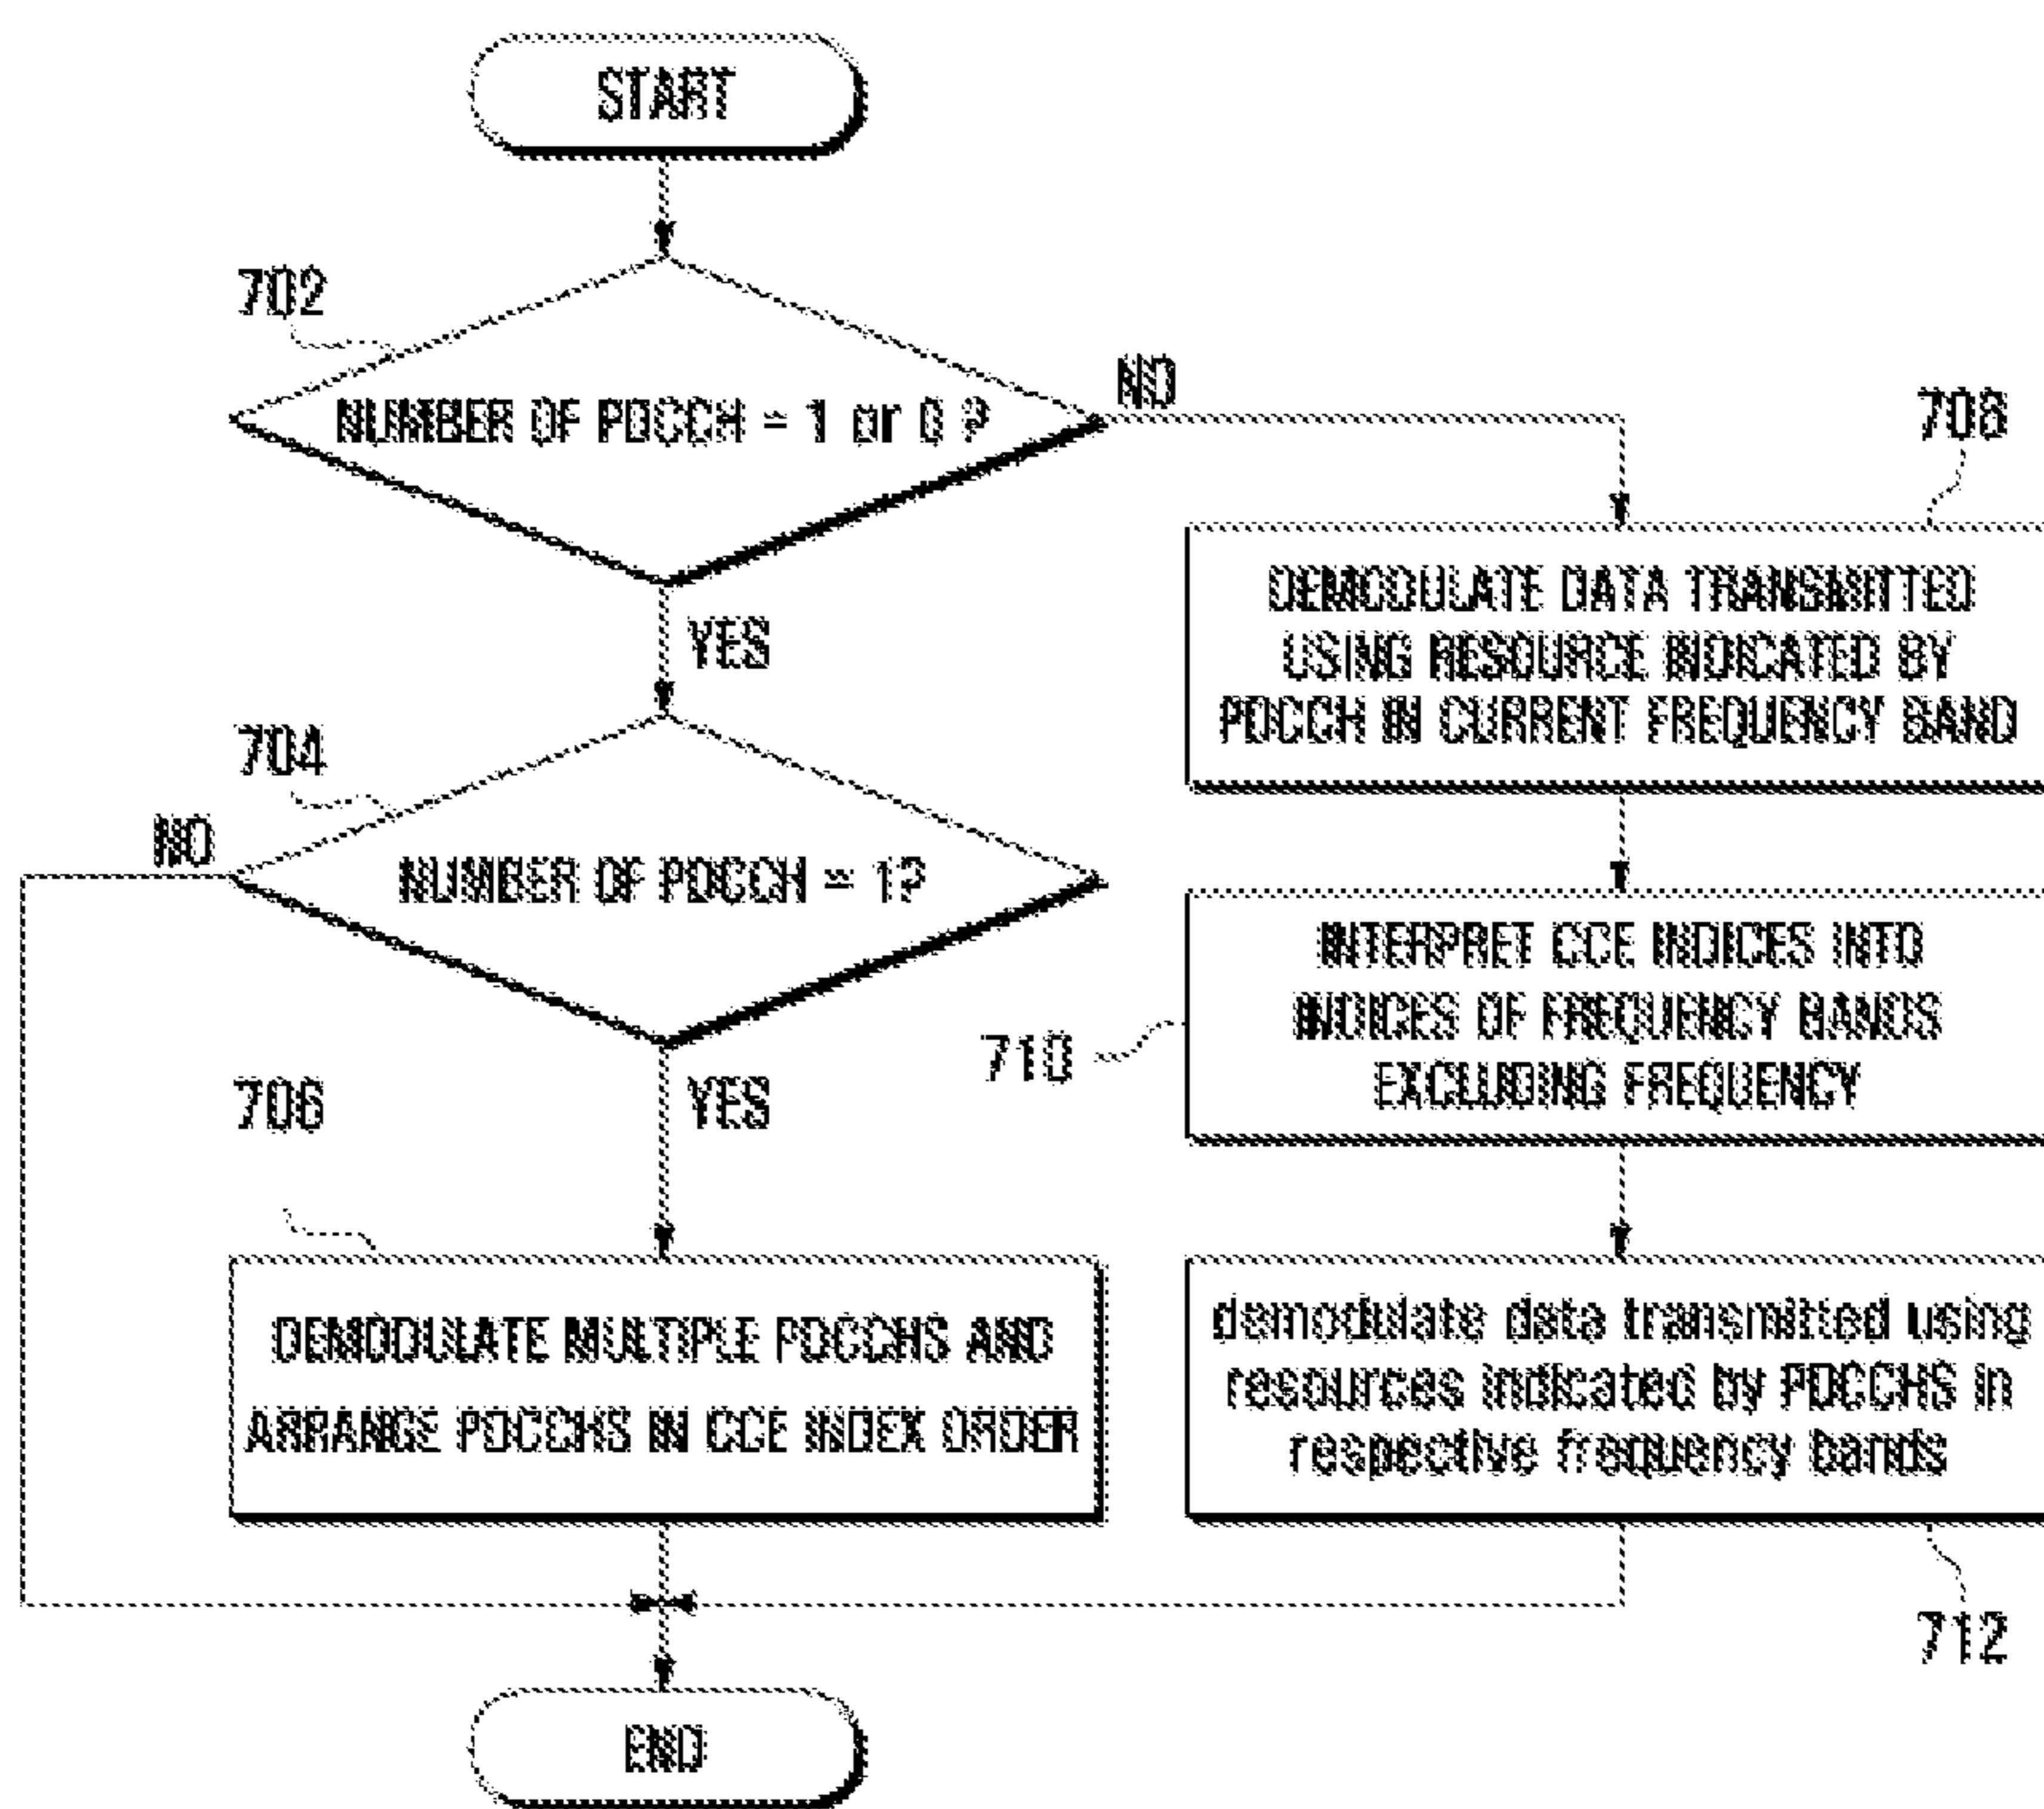 START
702
NUMBER OF PDCCH = 1 or 0 ?
NO
YES
708
DEMODULATE DATA TRANSMITTED
USING RESOURCE INDICATED BY
PDCCH IN CURRENT FREQUENCY BAND
704
NO
NUMBER OF PDCCH = 1?
YES
710
INTERPRET CCE INDICES INTO
INDICES OF FREQUENCY BANDS
EXCLUDING FREQUENCY
706
DEMODULATE MULTIPLE PDCCHS AND
ARRANGE PDCCHS IN CCE INDEX ORDER
demodulate data transmitted using
resources indicated by PDCCHS in
respective frequency bands
712
END